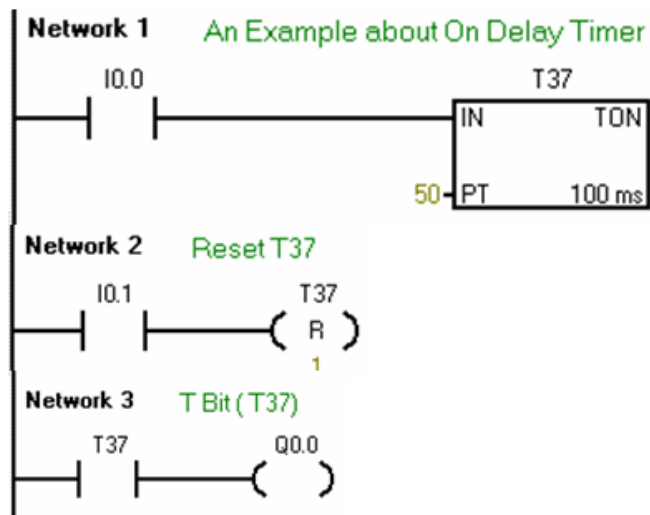 Network 1 An Example about On Delay Timer
I0.0 T37
IN TON
50 PT 100 ms
Network 2 Reset T37
I0.1 T37
R
1
Network 3 T Bit ( T37)
T37 Q0.0